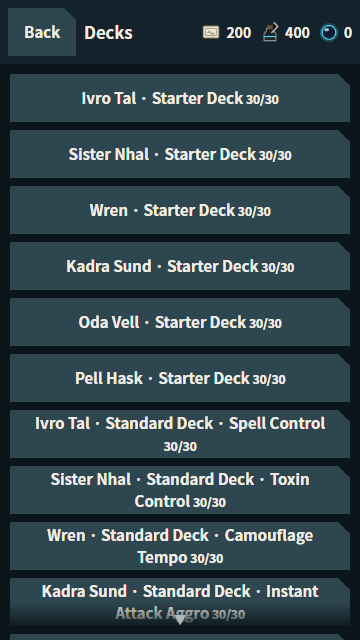 Back Decks 200 400 0
Ivro Tal · Starter Deck 30/30
Sister Nhal · Starter Deck 30/30
Wren · Starter Deck 30/30
Kadra Sund · Starter Deck 30/30
Oda Vell · Starter Deck 30/30
Pell Hask · Starter Deck 30/30
Ivro Tal · Standard Deck · Spell Control
30/30
Sister Nhal · Standard Deck · Toxin
Control 30/30
Wren · Standard Deck · Camouflage
Tempo 30/30
Kadra Sund · Standard Deck · Instant
Attack Aggro 30/30